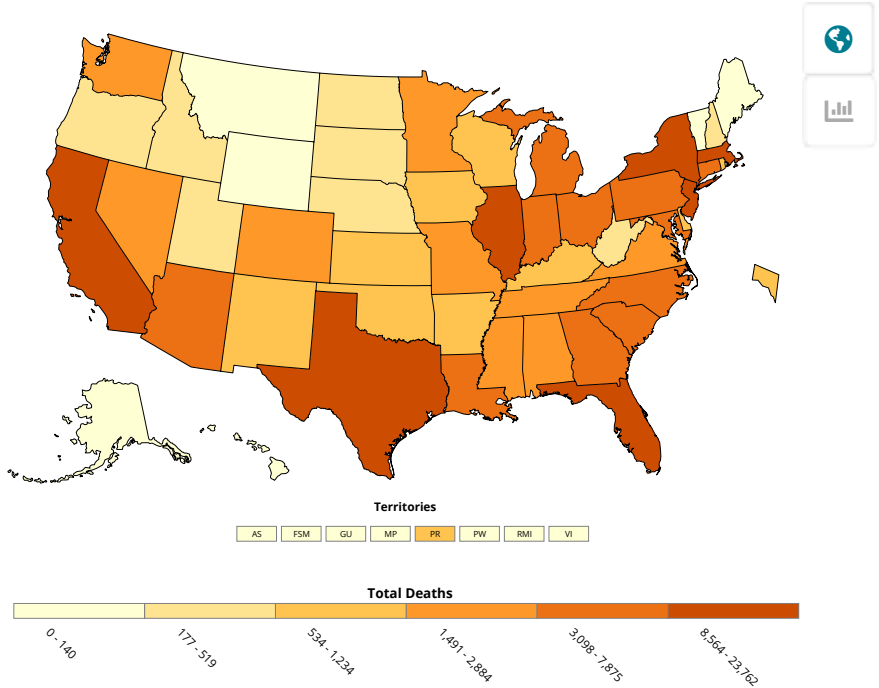 Territories
AS FSM GU MP PR PW RMI VI
Total Deaths
0 - 140
177 - 519
534 - 1,234
1,491 - 2,884
3,098 - 7,875
8,564 - 23,762